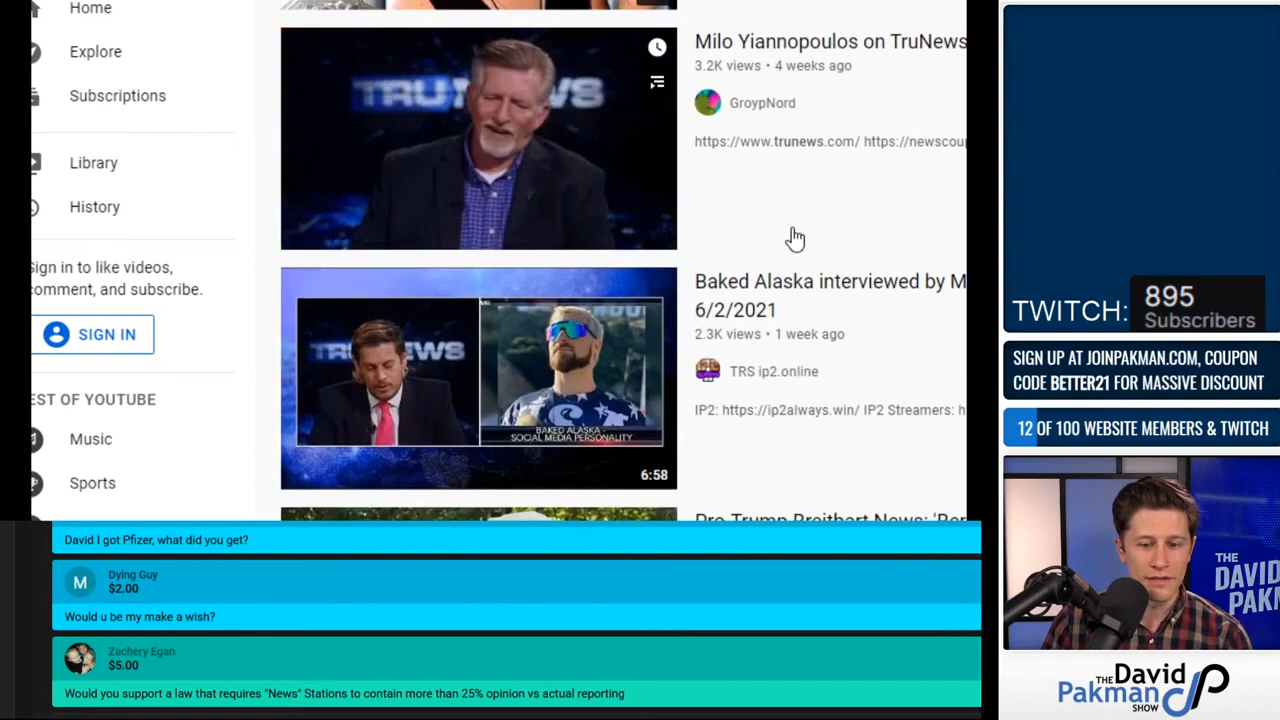 Home
Explore
Subscriptions
Library
History
Sign in to like videos,
comment, and subscribe.
SIGN IN
EST OF YOUTUBE
Music
Sports
TRUNEWS
Milo Yiannopoulos on TruNews
3.2K views • 4 weeks ago
GroypNord
https://www.trunews.com/ https://newscoup
BAKED ALASKA -
SOCIAL MEDIA PERSONALITY
6:58
Baked Alaska interviewed by M
6/2/2021
2.3K views • 1 week ago
TRS ip2.online
IP2: https://ip2always.win/ IP2 Streamers: h
David I got Pfizer, what did you get?
M
Dying Guy
$2.00
Would u be my make a wish?
Zachery Egan
$5.00
Would you support a law that requires "News" Stations to contain more than 25% opinion vs actual reporting
TWITCH:
895
Subscribers
SIGN UP AT JOINPAKMAN.COM, COUPON
CODE BETTER21 FOR MASSIVE DISCOUNT
12 OF 100 WEBSITE MEMBERS & TWITCH
THE
DAVID
PAKM
THE David
Pakman
SHOW